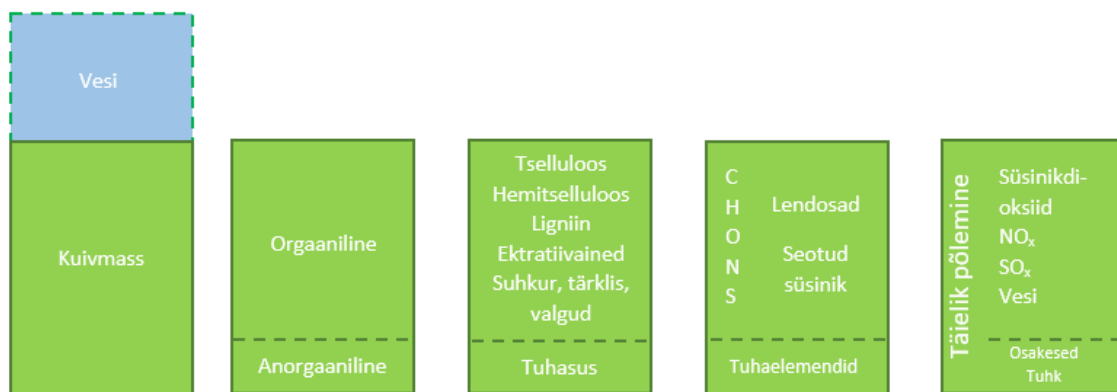 Vesi
Kuivmass
Orgaaniline
Anorgaaniline
Tselluloos
Hemitselluloos
Ligniin
Ektratiivained
Suhkur, tärklis,
valgud
Tuhasus
C
H
O
N
S
Lendosad
Seotud
süsinik
Tuhaelemendid
Täielik põlemine
Süsinikdi-
oksiid
NOₓ
SOₓ
Vesi
Osakesed
Tuhk